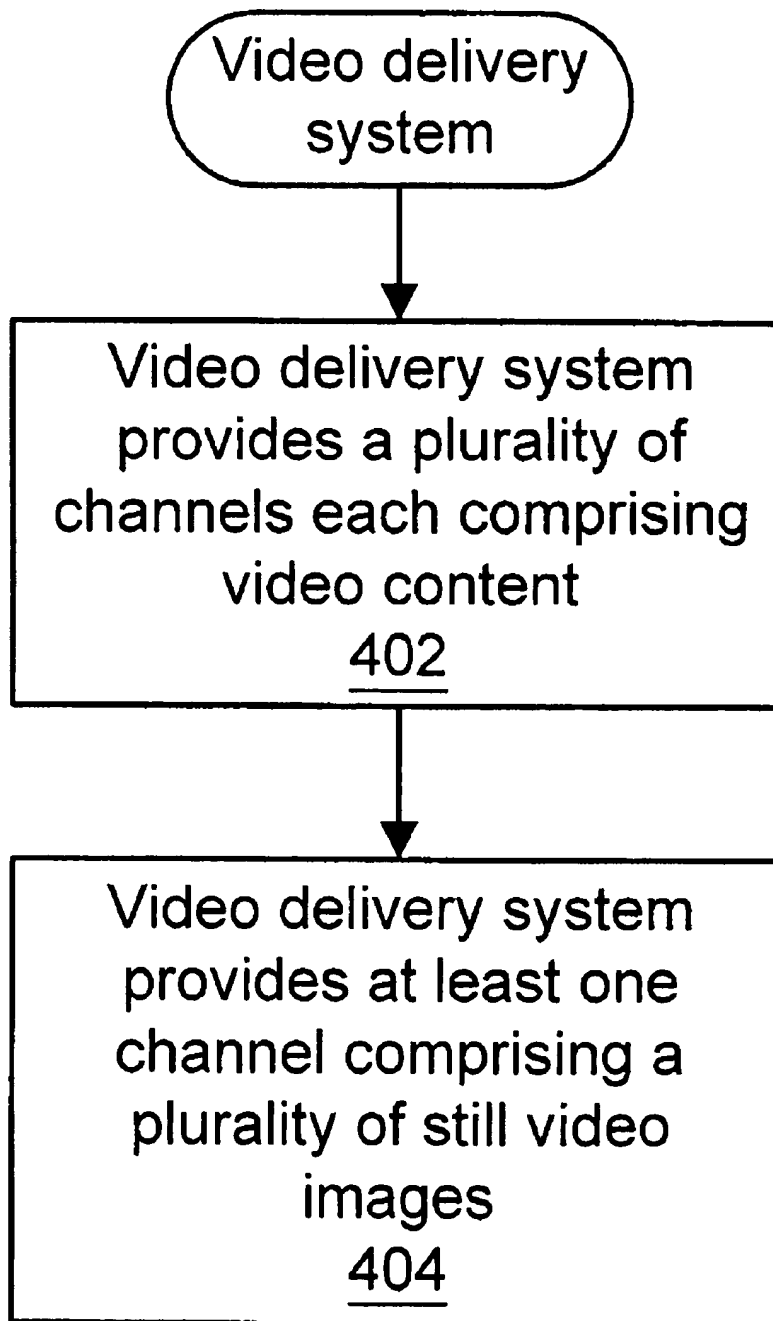 Video delivery
system
Video delivery system
provides a plurality of
channels each comprising
video content
402
Video delivery system
provides at least one
channel comprising a
plurality of still video
images
404